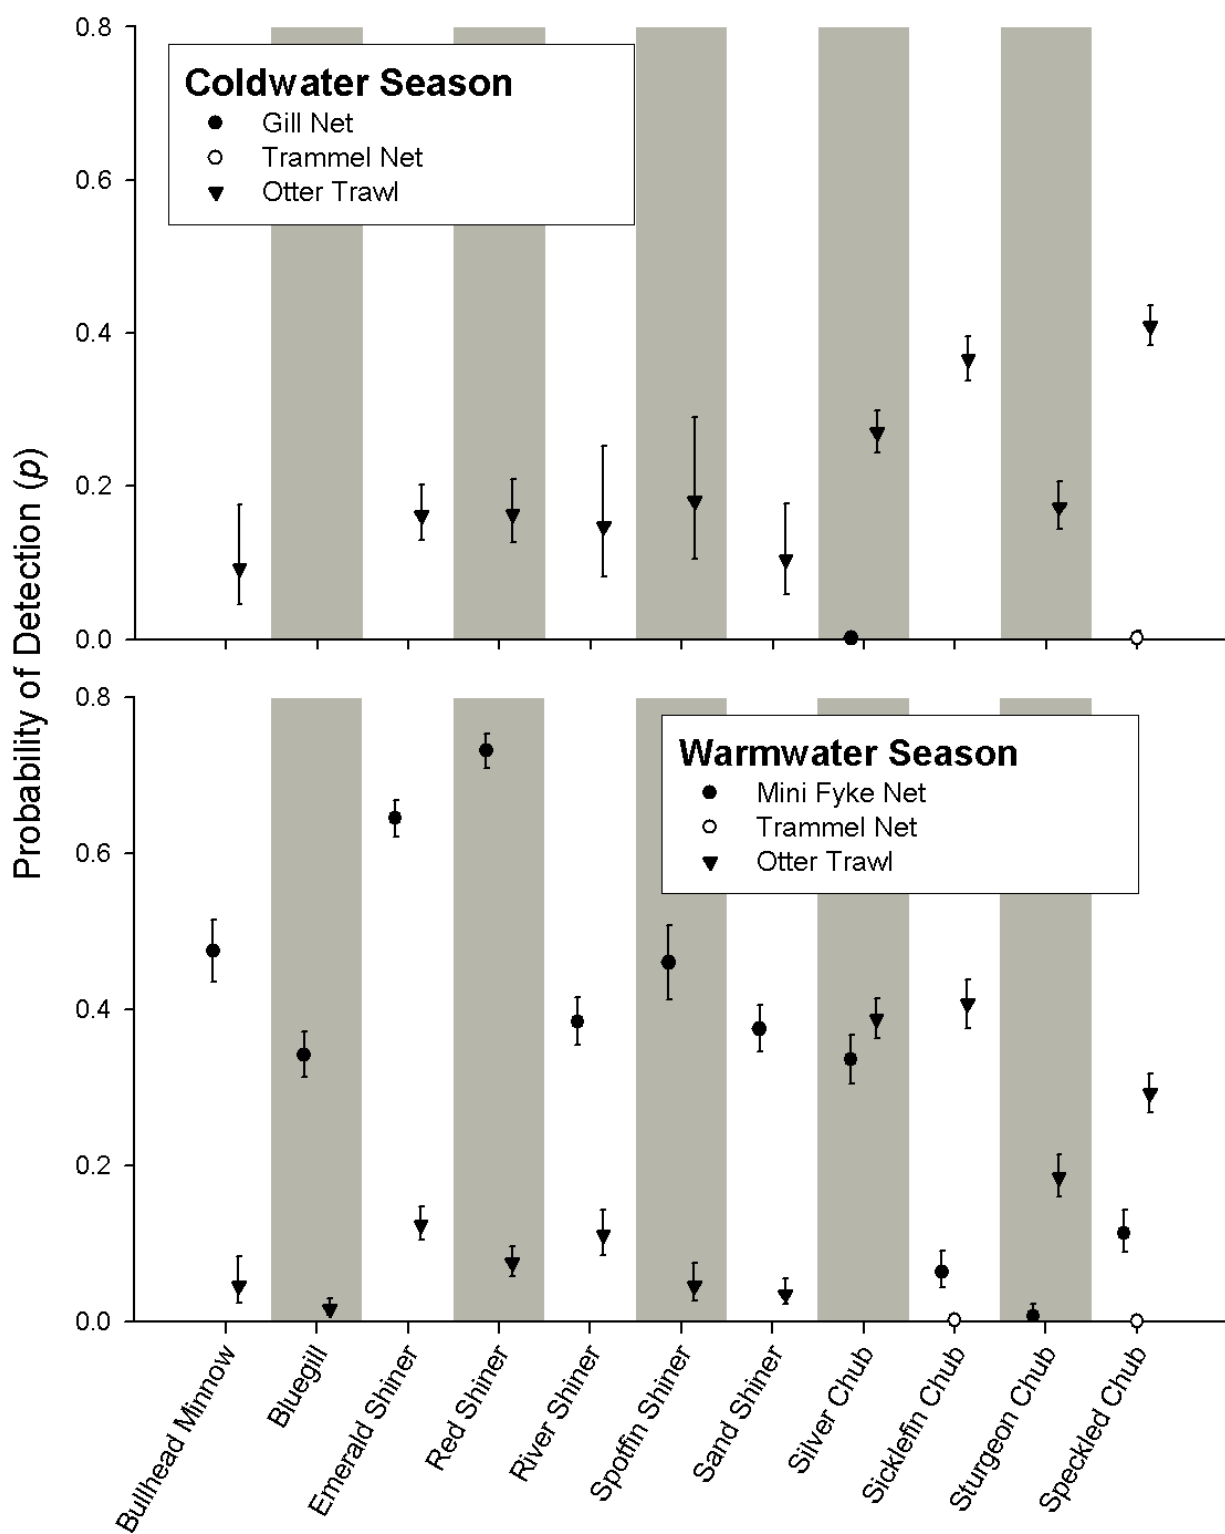 0.8
Coldwater Season
Gill Net
Trammel Net
Otter Trawl
0.6
0.4
0.2
0.0
Probability of Detection (p)
0.8
Warmwater Season
Mini Fyke Net
Trammel Net
Otter Trawl
0.6
0.4
0.2
0.0
Bullhead Minnow
Bluegill
Emerald Shiner
Red Shiner
River Shiner
Spoffin Shiner
Sand Shiner
Silver Chub
Sicklefin Chub
Sturgeon Chub
Speckled Chub